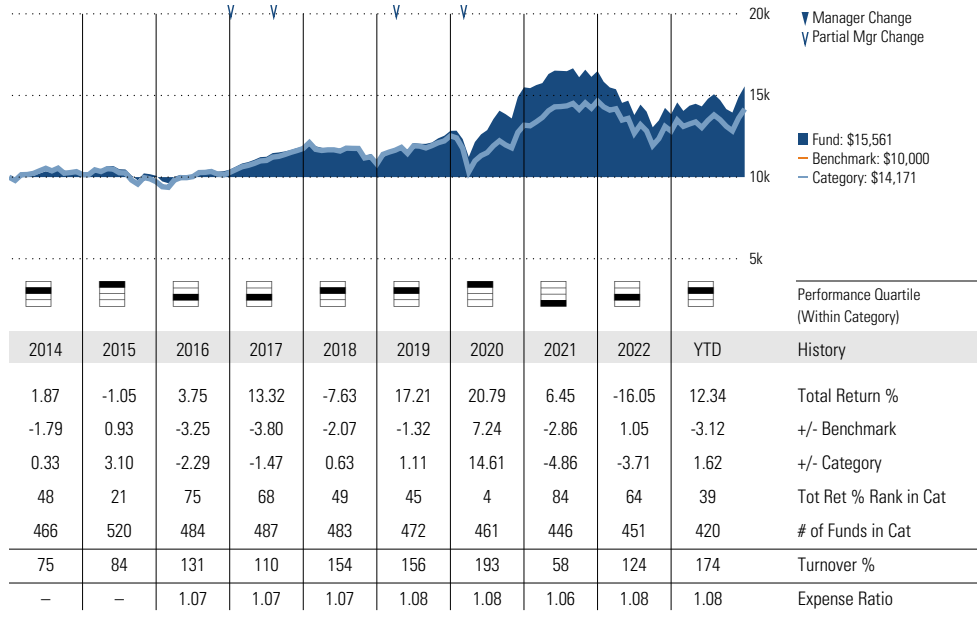 20k
15k
10k
5k
Manager Change
Partial Mgr Change
Fund: $15,561
Benchmark: $10,000
Category: $14,171
Performance Quartile
(Within Category)
2014 2015 2016 2017 2018 2019 2020 2021 2022 YTD History
1.87 -1.05 3.75 13.32 -7.63 17.21 20.79 6.45 -16.05 12.34 Total Return %
-1.79 0.93 -3.25 -3.80 -2.07 -1.32 7.24 -2.86 1.05 -3.12 +/- Benchmark
0.33 3.10 -2.29 -1.47 0.63 1.11 14.61 -4.86 -3.71 1.62 +/- Category
48 21 75 68 49 45 4 84 64 39 Tot Ret % Rank in Cat
466 520 484 487 483 472 461 446 451 420 # of Funds in Cat
75 84 131 110 154 156 193 58 124 174 Turnover %
– – 1.07 1.07 1.07 1.08 1.08 1.06 1.08 1.08 Expense Ratio